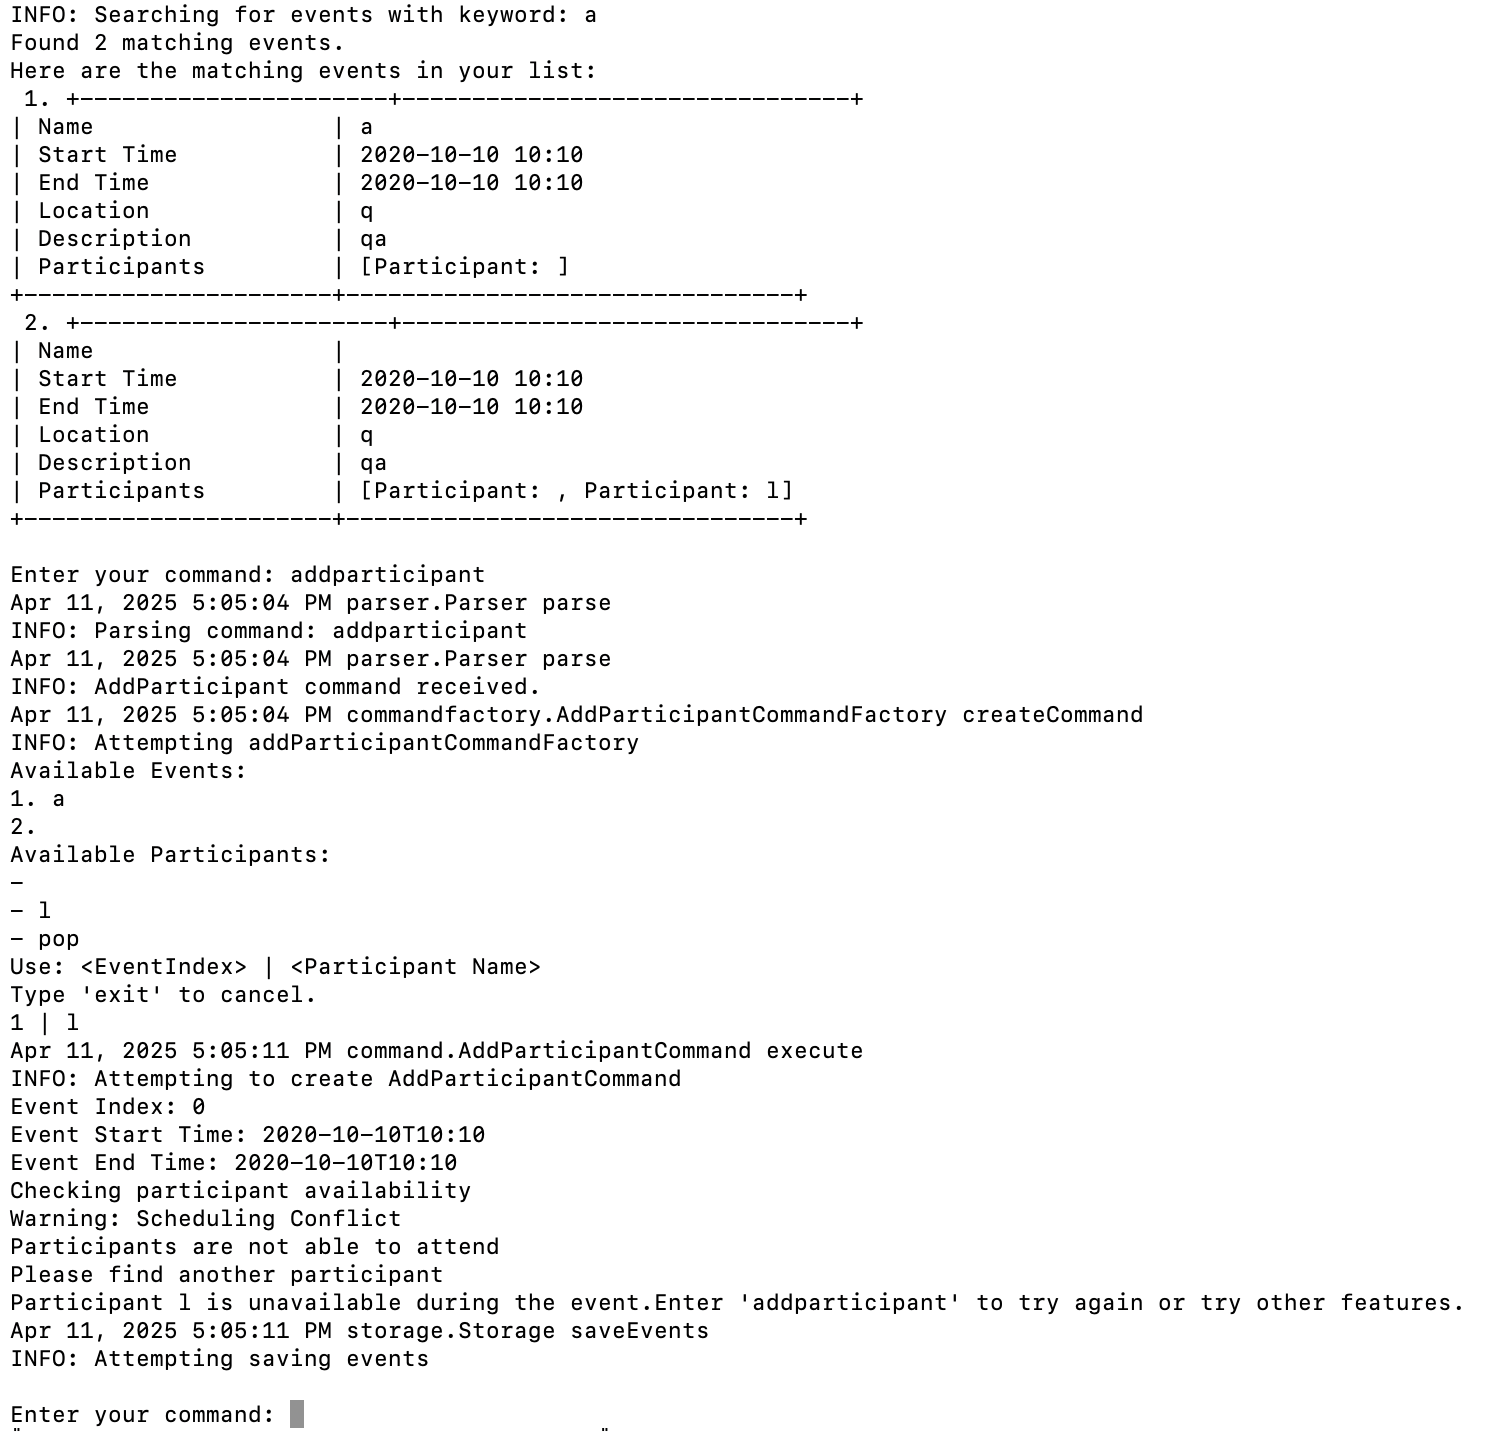 INFO: Searching for events with keyword: a
Found 2 matching events.
Here are the matching events in your list:
 1. +----------------------+--------------------------------+
| Name                 | a
| Start Time           | 2020-10-10 10:10
| End Time             | 2020-10-10 10:10
| Location             | q
| Description          | qa
| Participants         | [Participant: ]
+----------------------+--------------------------------+
 2. +----------------------+--------------------------------+
| Name                 |
| Start Time           | 2020-10-10 10:10
| End Time             | 2020-10-10 10:10
| Location             | q
| Description          | qa
| Participants         | [Participant: , Participant: l]
+----------------------+--------------------------------+

Enter your command: addparticipant
Apr 11, 2025 5:05:04 PM parser.Parser parse
INFO: Parsing command: addparticipant
Apr 11, 2025 5:05:04 PM parser.Parser parse
INFO: AddParticipant command received.
Apr 11, 2025 5:05:04 PM commandfactory.AddParticipantCommandFactory createCommand
INFO: Attempting addParticipantCommandFactory
Available Events:
1. a
2.
Available Participants:
-
- l
- pop
Use: <EventIndex> | <Participant Name>
Type 'exit' to cancel.
1 | l
Apr 11, 2025 5:05:11 PM command.AddParticipantCommand execute
INFO: Attempting to create AddParticipantCommand
Event Index: 0
Event Start Time: 2020-10-10T10:10
Event End Time: 2020-10-10T10:10
Checking participant availability
Warning: Scheduling Conflict
Participants are not able to attend
Please find another participant
Participant l is unavailable during the event.Enter 'addparticipant' to try again or try other features.
Apr 11, 2025 5:05:11 PM storage.Storage saveEvents
INFO: Attempting saving events

Enter your command: